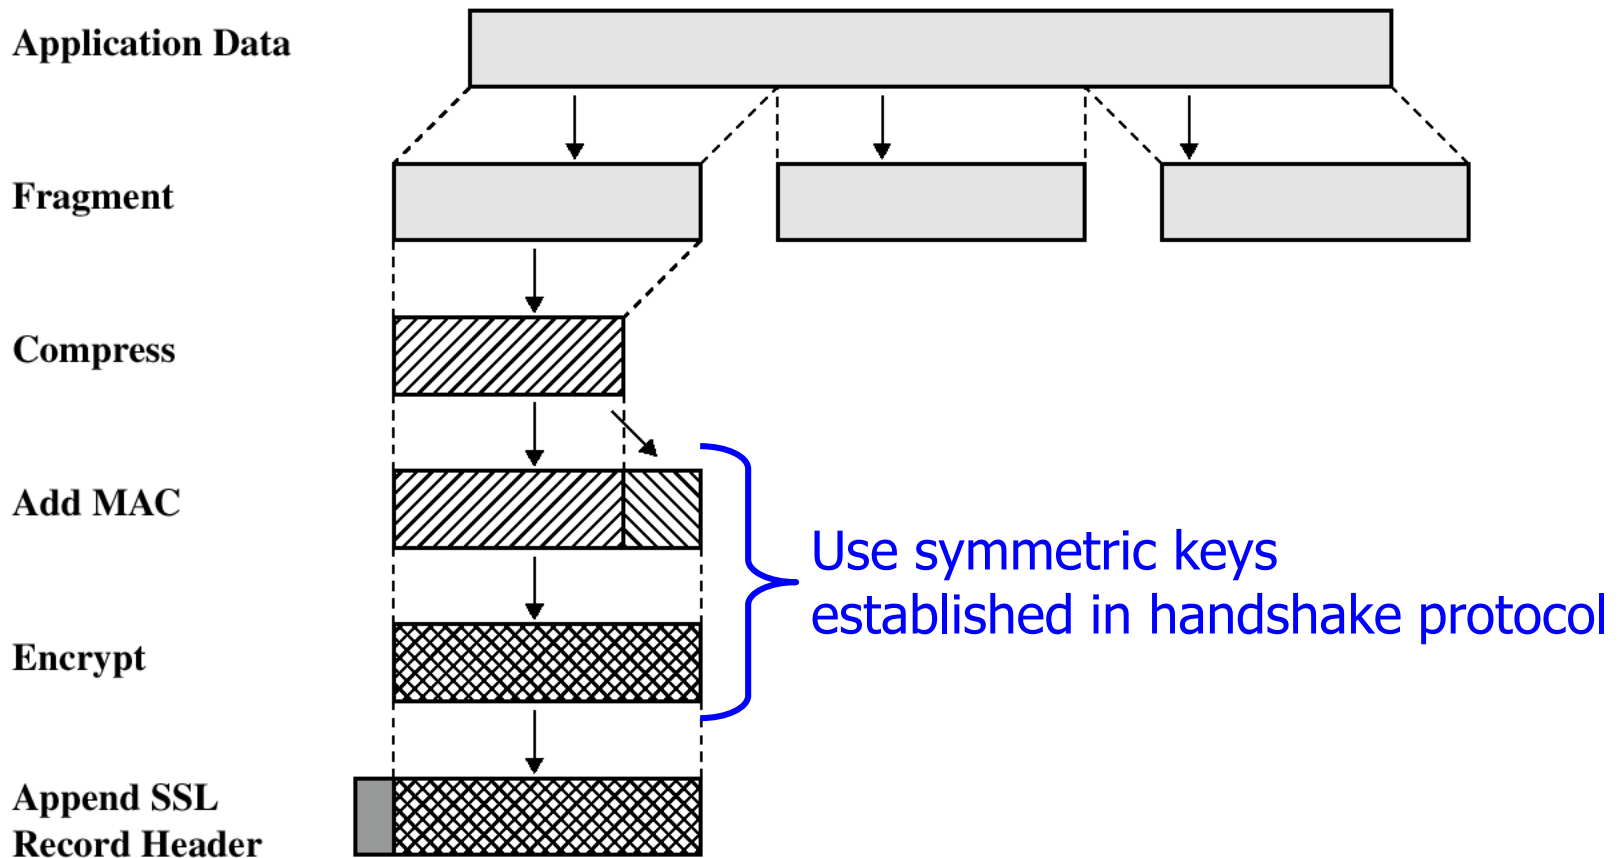 Application Data
Fragment
Compress
Add MAC
Use symmetric keys
established in handshake protocol
Encrypt
Append SSL
Record Header